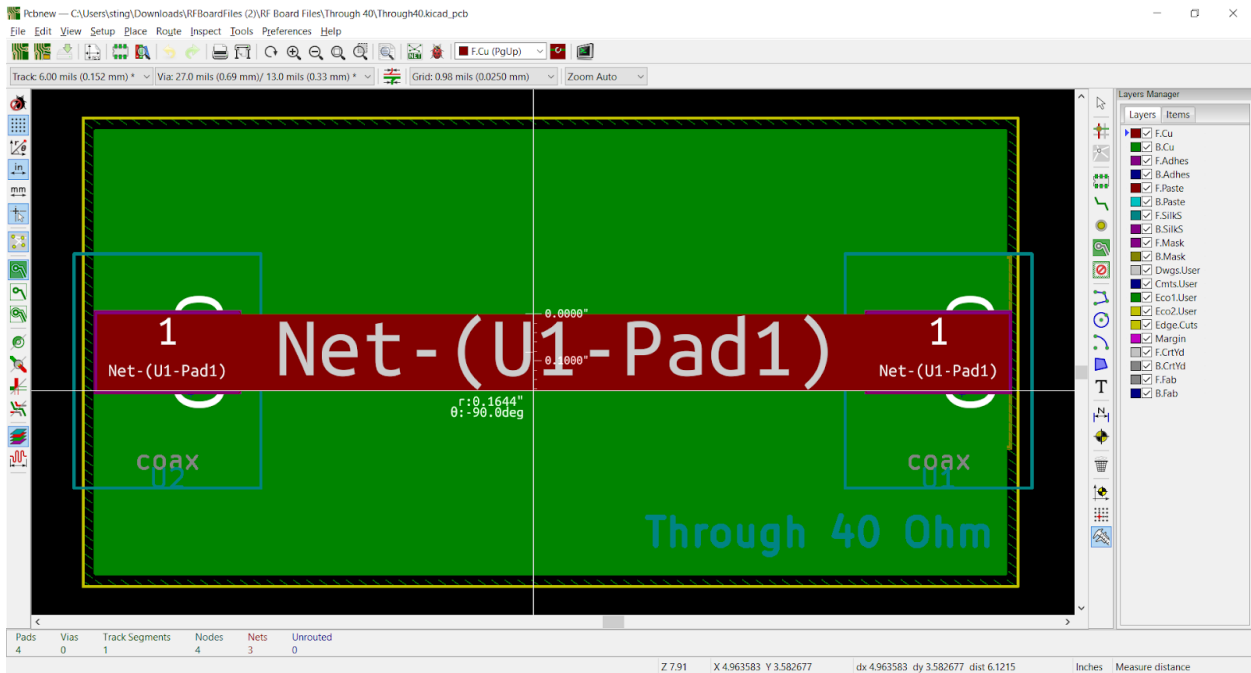 Pcbnew — C:\Users\sting\Downloads\RFBoardFiles (2)\RF Board Files\Through 40\Through40.kicad_pcb
File Edit View Setup Place Route Inspect Tools Preferences Help
F.Cu (PgUp)
Track: 6.00 mils (0.152 mm) * Via: 27.0 mils (0.69 mm)/ 13.0 mils (0.33 mm) * Grid: 0.98 mils (0.0250 mm) Zoom Auto
in
mm
Layers Manager
Layers Items
F.Cu
B.Cu
F.Adhes
B.Adhes
F.Paste
B.Paste
F.SilkS
B.SilkS
F.Mask
B.Mask
Dwgs.User
Cmts.User
Eco1.User
Eco2.User
Edge.Cuts
Margin
F.CrtYd
B.CrtYd
F.Fab
B.Fab
0.0000"
1 Net-(U1-Pad1) 1
0.1000"
Net-(U1-Pad1) Net-(U1-Pad1)
r:0.1644"
θ:-90.0deg
coax coax
U2 U1
Through 40 Ohm
T
N
Pads Vias Track Segments Nodes Nets Unrouted
4 0 1 4 3 0
Z 7.91 X 4.963583 Y 3.582677 dx 4.963583 dy 3.582677 dist 6.1215 Inches Measure distance